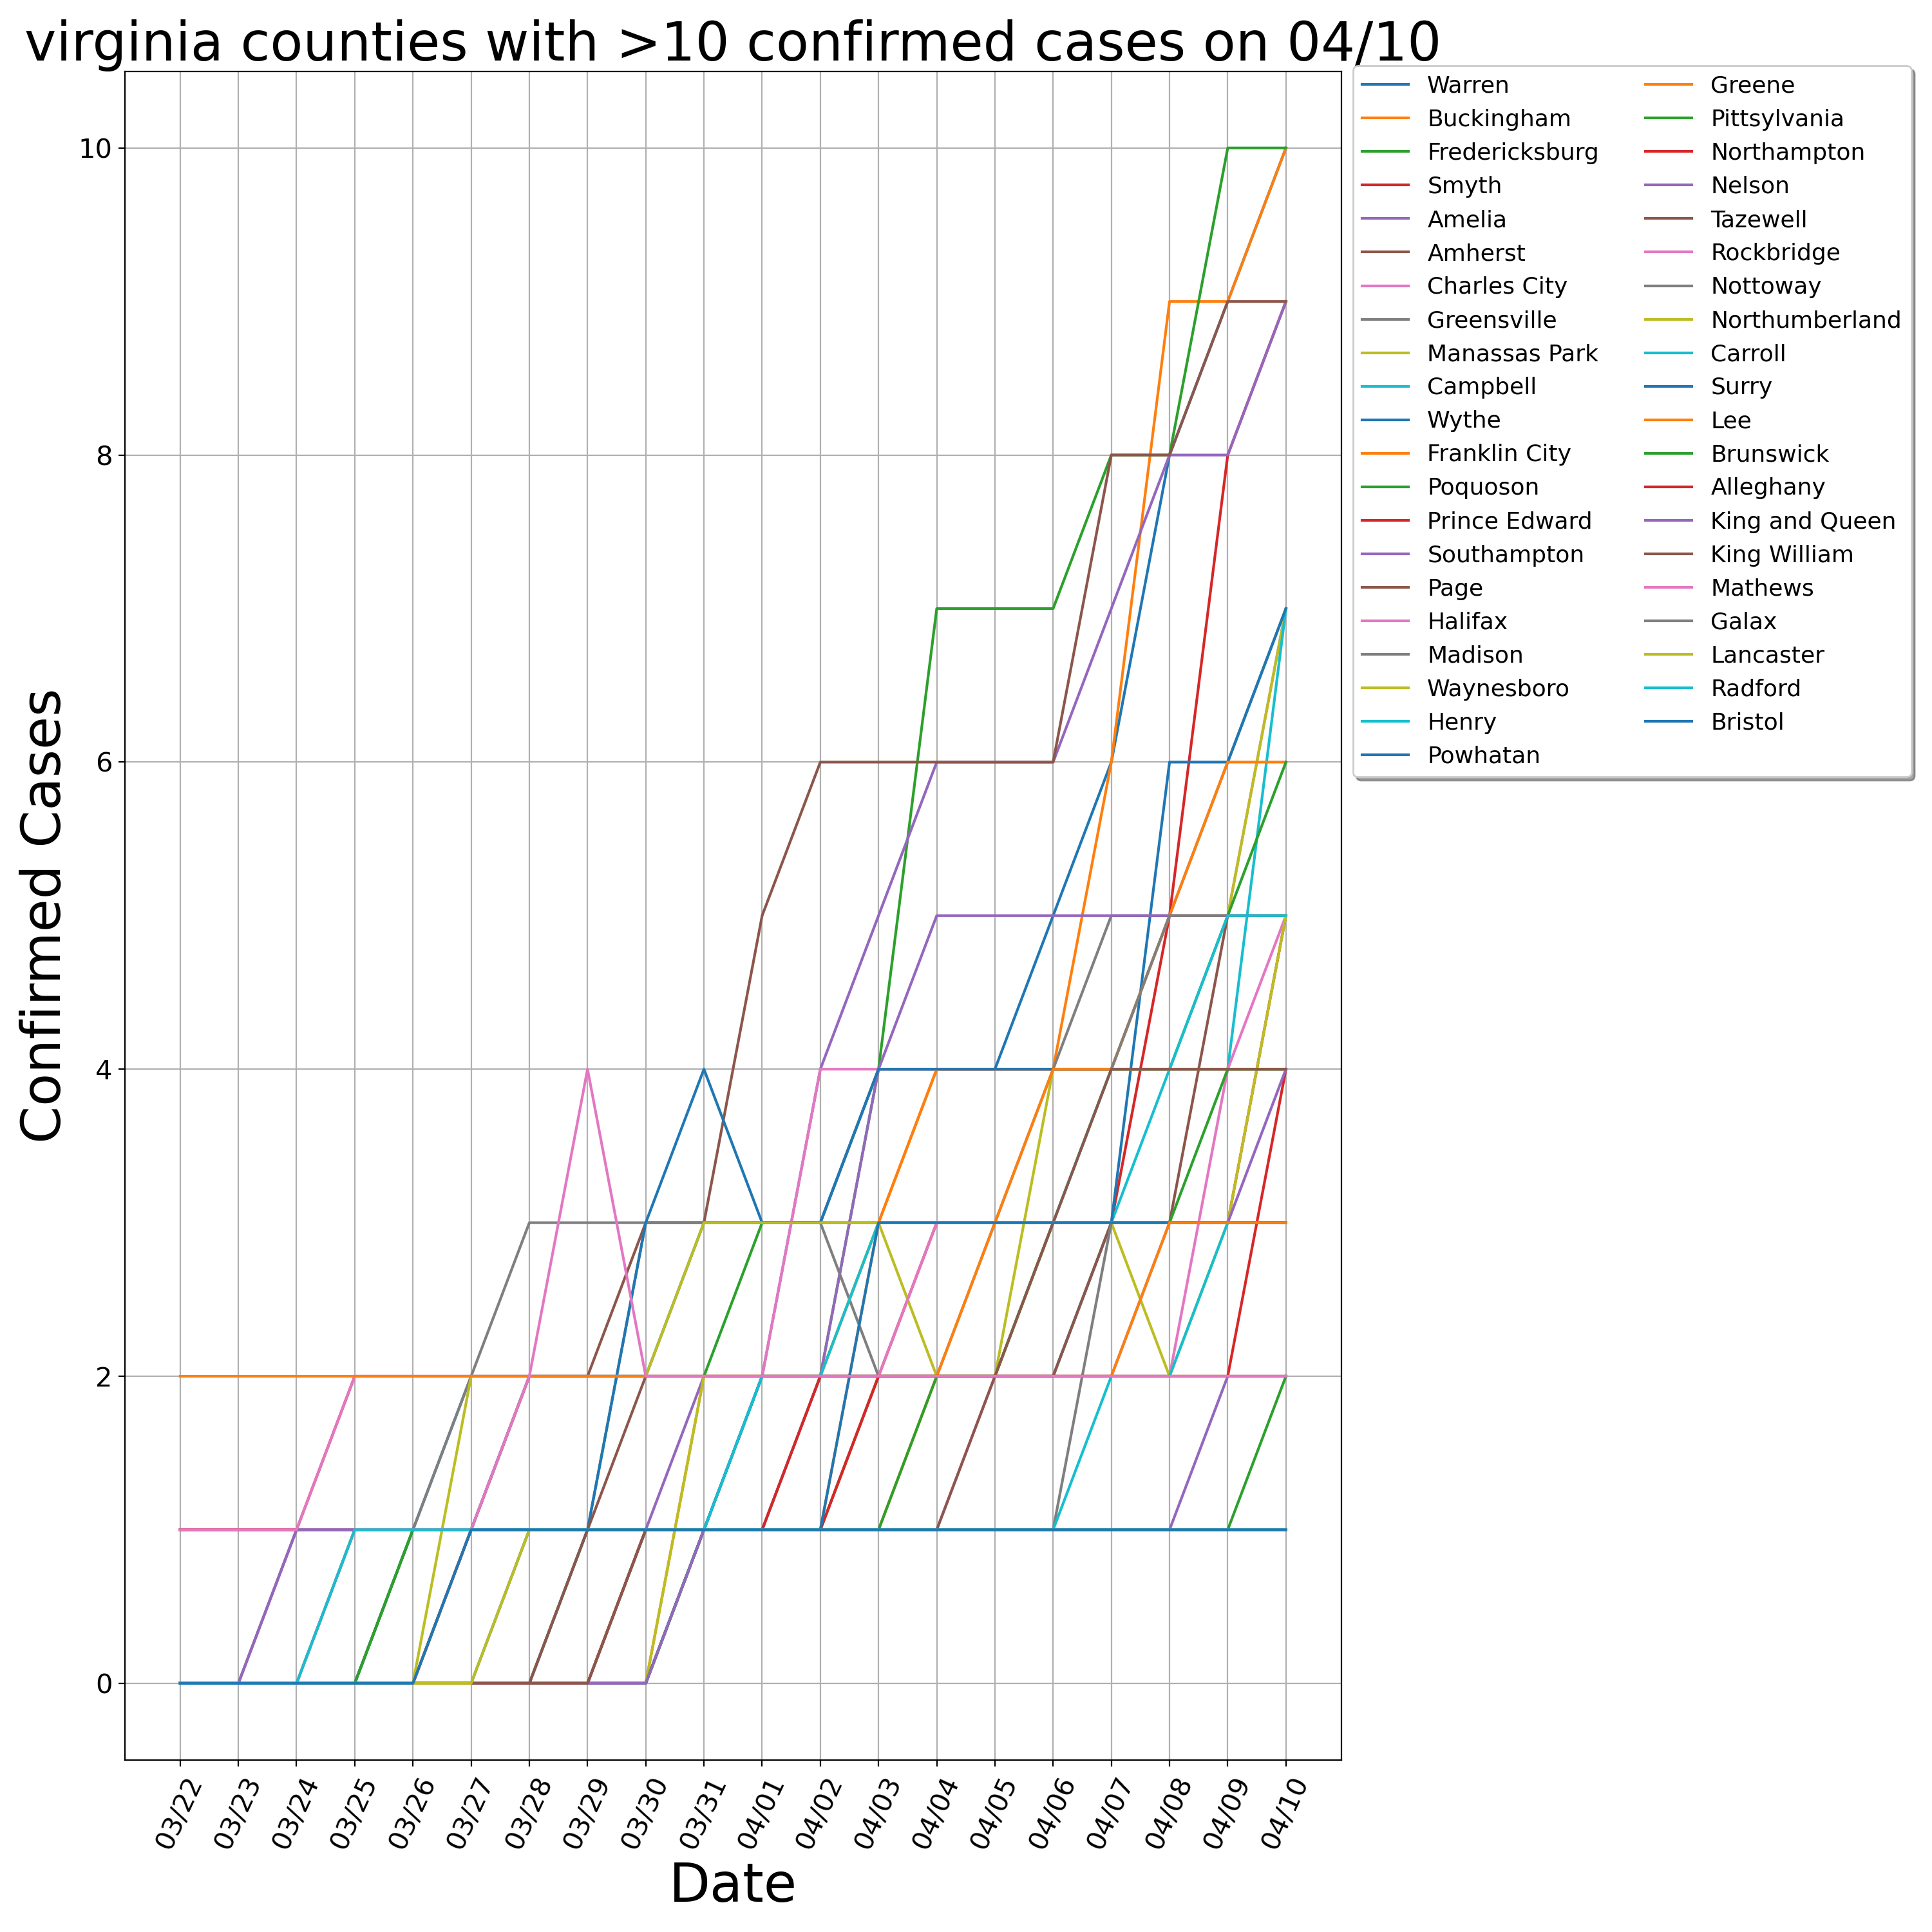 virginia counties with >10 confirmed cases on 04/10
Confirmed Cases
10
8
6
4
2
0
03/22
03/23
03/24
03/25
03/26
03/27
03/28
03/29
03/30
03/31
04/01
04/02
04/03
04/04
04/05
04/06
04/07
04/08
04/09
04/10
Date
Warren
Buckingham
Fredericksburg
Smyth
Amelia
Amherst
Charles City
Greensville
Manassas Park
Campbell
Wythe
Franklin City
Poquoson
Prince Edward
Southampton
Page
Halifax
Madison
Waynesboro
Henry
Powhatan
Greene
Pittsylvania
Northampton
Nelson
Tazewell
Rockbridge
Nottoway
Northumberland
Carroll
Surry
Lee
Brunswick
Alleghany
King and Queen
King William
Mathews
Galax
Lancaster
Radford
Bristol